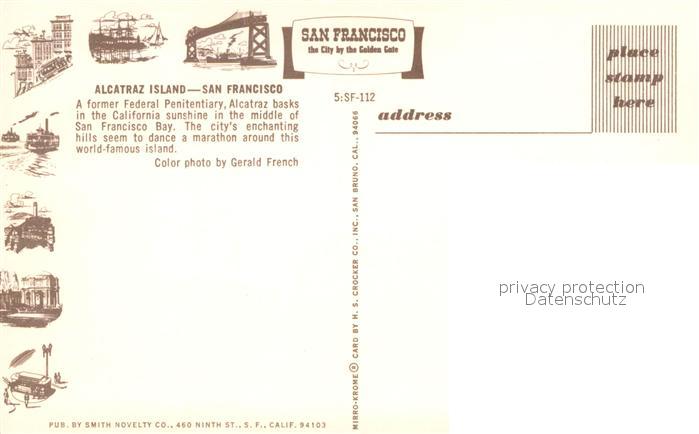 SAN FRANCISCO
the City by the Golden Gate
place
stamp
here
ALCATRAZ ISLAND—SAN FRANCISCO
A former Federal Penitentiary, Alcatraz basks
in the California sunshine in the middle of
San Francisco Bay. The city's enchanting
hills seem to dance a marathon around this
world-famous island.
Color photo by Gerald French
5:SF-112
address
MIRRO-KROME® CARD BY H. S. CROCKER CO., INC., SAN BRUNO, CAL., 94066
privacy protection
Datenschutz
PUB. BY SMITH NOVELTY CO., 460 NINTH ST., S. F., CALIF. 94103